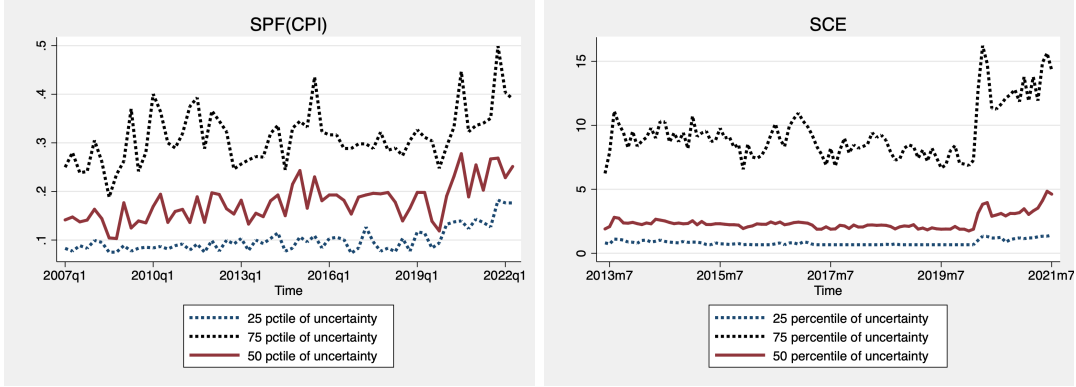 SPF(CPI)
.5
.4
.3
.2
.1
2007q1 2010q1 2013q1 2016q1 2019q1 2022q1
Time
25 pctile of uncertainty
75 pctile of uncertainty
50 pctile of uncertainty
SCE
15
10
5
0
2013m7 2015m7 2017m7 2019m7 2021m7
Time
25 percentile of uncertainty
75 percentile of uncertainty
50 percentile of uncertainty